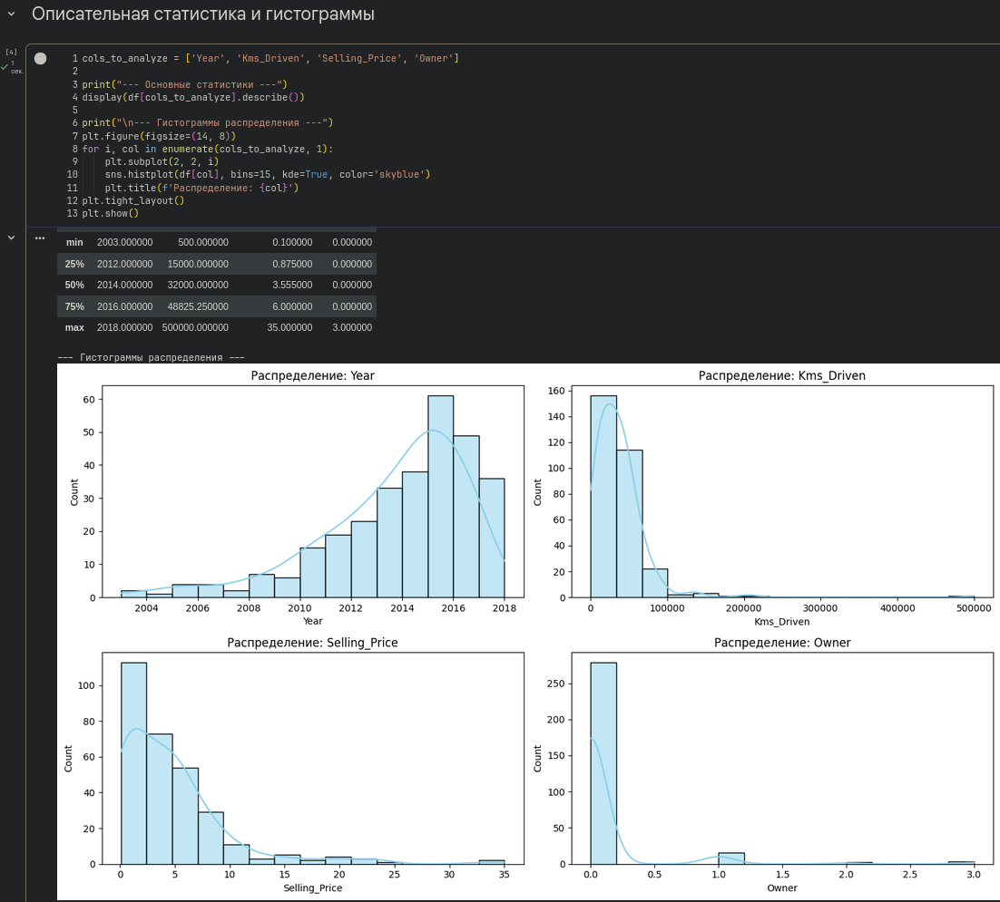 Описательная статистика и гистограммы
[4]
1
сек.
1 cols_to_analyze = ['Year', 'Kms_Driven', 'Selling_Price', 'Owner']
2
3 print("--- Основные статистики ---")
4 display(df[cols_to_analyze].describe())
5
6 print("\n--- Гистограммы распределения ---")
7 plt.figure(figsize=(14, 8))
8 for i, col in enumerate(cols_to_analyze, 1):
9     plt.subplot(2, 2, i)
10     sns.histplot(df[col], bins=15, kde=True, color='skyblue')
11     plt.title(f'Распределение: {col}')
12 plt.tight_layout()
13 plt.show()
min 2003.000000 500.000000 0.100000 0.000000
25% 2012.000000 15000.000000 0.875000 0.000000
50% 2014.000000 32000.000000 3.555000 0.000000
75% 2016.000000 48825.250000 6.000000 0.000000
max 2018.000000 500000.000000 35.000000 3.000000
--- Гистограммы распределения ---
Распределение: Year
60
50
40
30
20
10
0
Count
2004 2006 2008 2010 2012 2014 2016 2018
Year
Распределение: Kms_Driven
160
140
120
100
80
60
40
20
0
Count
0 100000 200000 300000 400000 500000
Kms_Driven
Распределение: Selling_Price
100
80
60
40
20
0
Count
0 5 10 15 20 25 30 35
Selling_Price
Распределение: Owner
250
200
150
100
50
0
Count
0.0 0.5 1.0 1.5 2.0 2.5 3.0
Owner